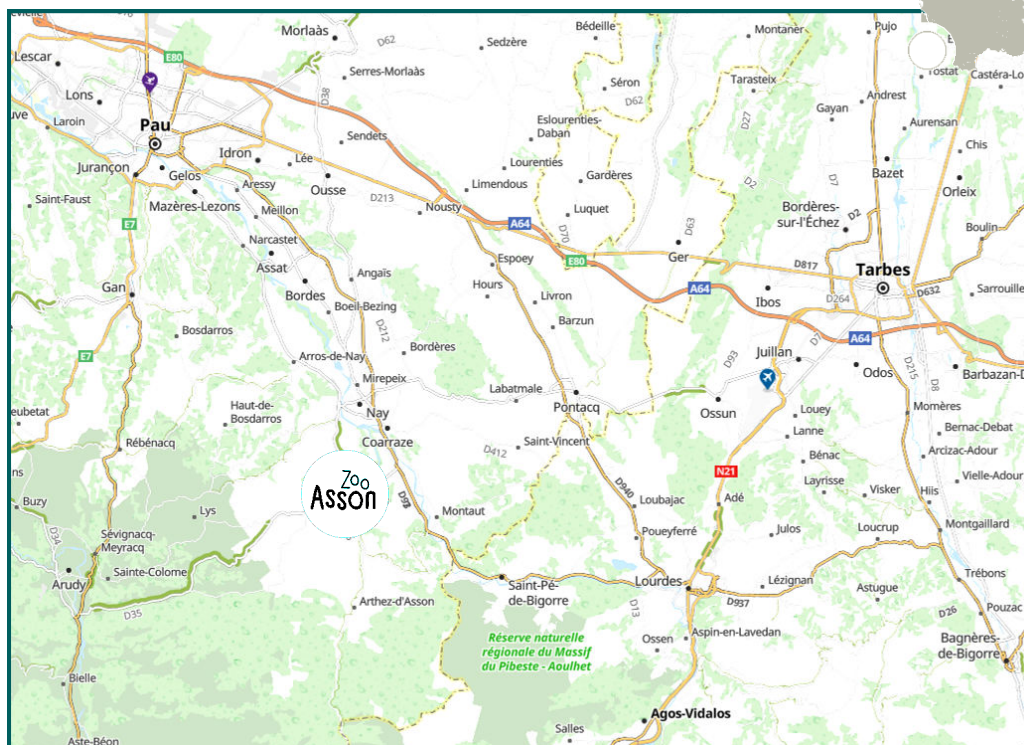 Morlaàs
D62
Sedzère
Bédeille
Montaner
Pujo
Lescar
E80
Serres-Morlaàs
Séron
D62
Tarasteix
Tostat
Castéra-Lo
Lons
D38
Gayan
Andrest
Laroin
Pau
Sendets
Eslourenties-
Daban
D27
Aurensan
Chis
Jurançon
Gelos
Idron
Lée
Ousse
Lourenties
Gardères
D7
D2
Bazet
Orleix
Saint-Faust
Mazères-Lezons
Aressy
D213
Limendous
Nousty
Luquet
Bordères-
sur-l'Échez
D2
E7
Meillon
A64
D70
D63
Boulin
Narcastet
Assat
Espoey
E80
Ger
D817
Tarbes
Gan
Bordes
Angaïs
Hours
Livron
A64
Ibos
D264
D632
Sarrouille
Boeil-Bezing
Bosdarros
D212
Barzun
A64
E7
Arros-de-Nay
Bordères
D93
Juillan
Odos
D215
D8
Barbazan-D
Mirepeix
Labatmale
Pontacq
Ossun
eubetat
Haut-de-
Bosdarros
Nay
Coarraze
Louey
Lanne
Momères
Bernac-Debat
Rébénacq
D412
Saint-Vincent
Bénac
Arcizac-Adour
N21
Zoo
Asson
D940
Layrisse
Visker
Hiis
Vielle-Adour
Buzy
Lys
Montaut
Loubajac
Adé
D34
Sévignacq-
Meyracq
Poueyferré
Julos
Loucrup
Montgaillard
Arudy
Sainte-Colome
Saint-Pé-
de-Bigorre
Lourdes
Lézignan
Astugue
Trébons
D35
Arthez-d'Asson
D13
D937
D26
Pouzac
Réserve naturelle
régionale du Massif
du Pibeste - Aoulhet
Ossen
Aspin-en-Lavedan
Bagnères-
de-Bigorre
Bielle
Agos-Vidalos
Salles
Aste-Béon